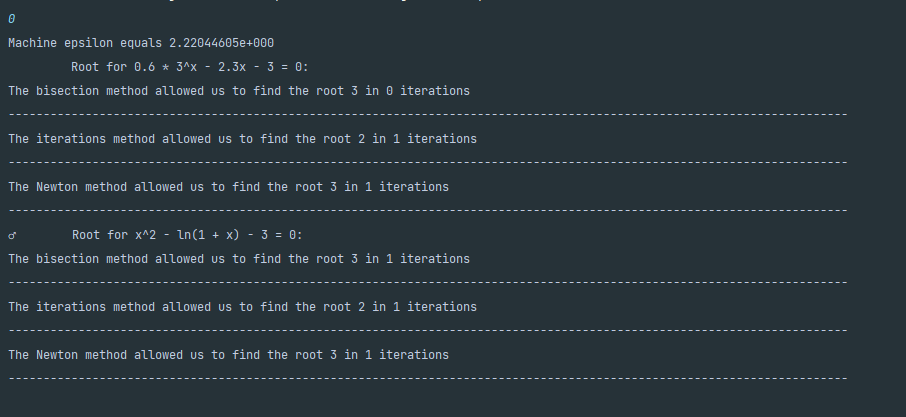 0
Machine epsilon equals 2.22044605e+000
Root for 0.6 * 3^x - 2.3x - 3 = 0:
The bisection method allowed us to find the root 3 in 0 iterations
------------------------------------------------------------------------------------------------------------------------
The iterations method allowed us to find the root 2 in 1 iterations
------------------------------------------------------------------------------------------------------------------------
The Newton method allowed us to find the root 3 in 1 iterations
------------------------------------------------------------------------------------------------------------------------
♂ Root for x^2 - ln(1 + x) - 3 = 0:
The bisection method allowed us to find the root 3 in 1 iterations
------------------------------------------------------------------------------------------------------------------------
The iterations method allowed us to find the root 2 in 1 iterations
------------------------------------------------------------------------------------------------------------------------
The Newton method allowed us to find the root 3 in 1 iterations
------------------------------------------------------------------------------------------------------------------------